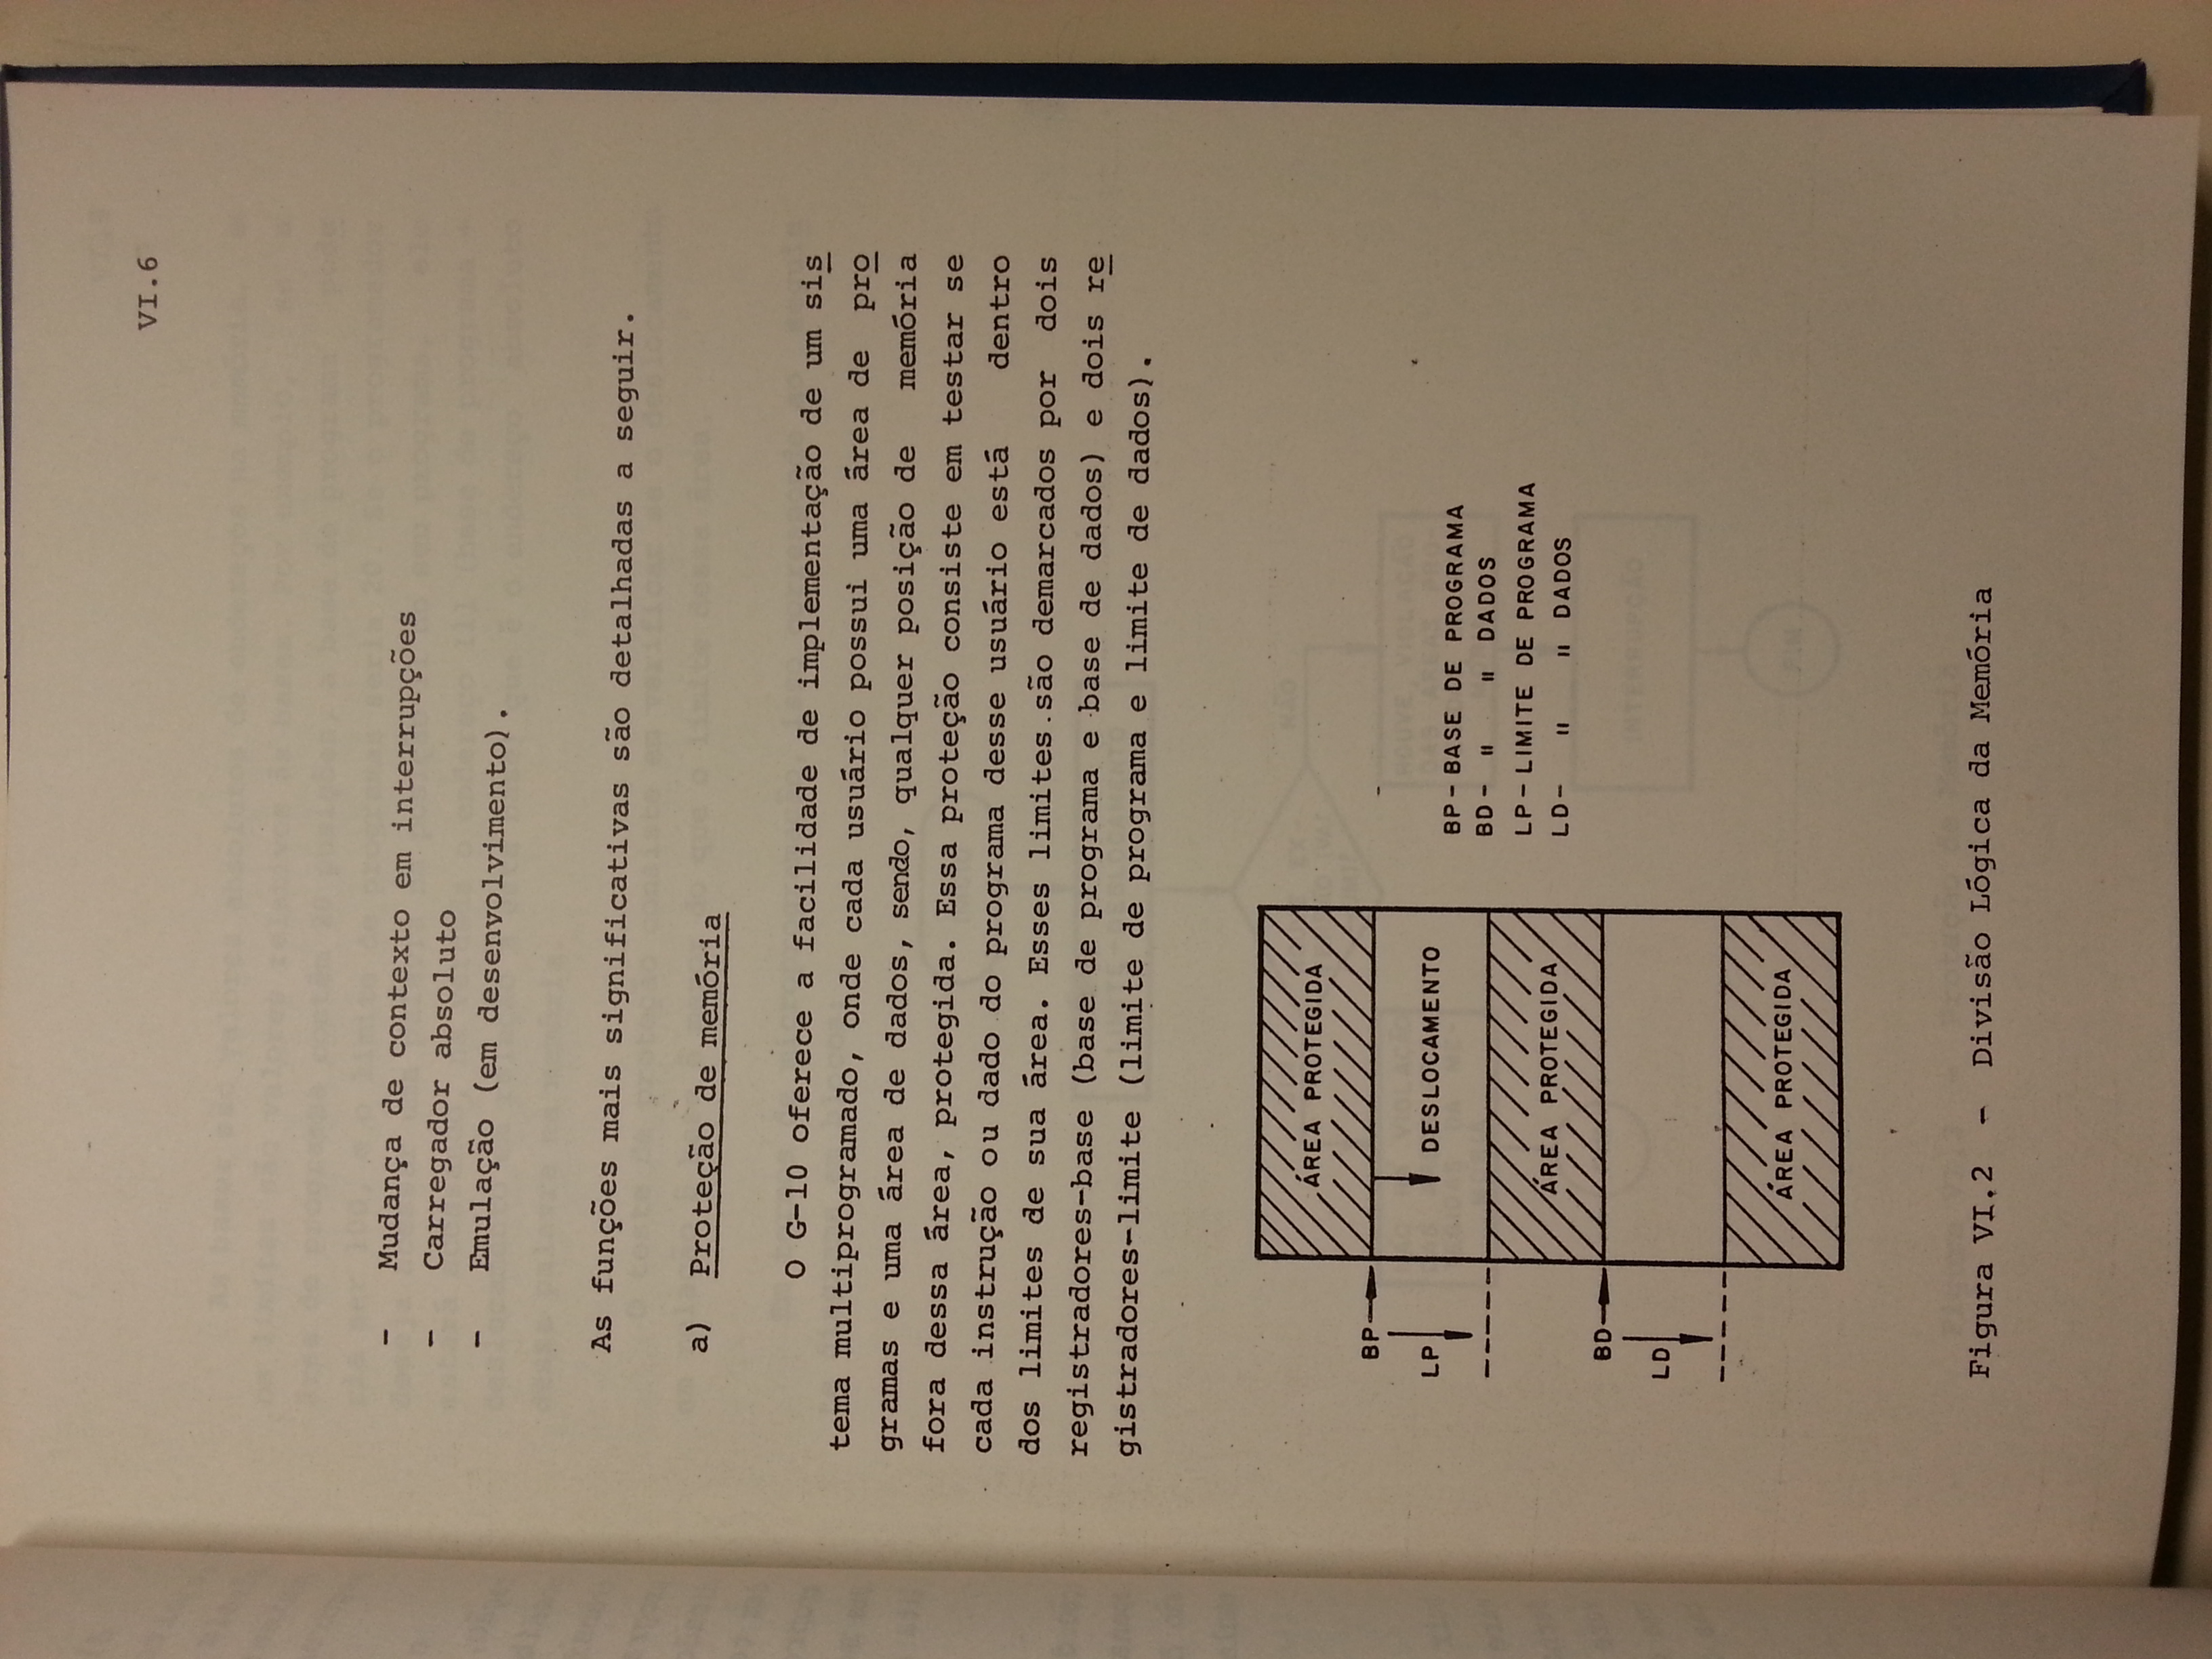 VI.6
- Mudança de contexto em interrupções
- Carregador absoluto
- Emulação (em desenvolvimento).
As funções mais significativas são detalhadas a seguir.
a) Proteção de memória
O G-10 oferece a facilidade de implementação de um sis
tema multiprogramado, onde cada usuário possui uma área de pro
gramas e uma área de dados, sendo, qualquer posição de memória
fora dessa área, protegida. Essa proteção consiste em testar se
cada instrução ou dado do programa desse usuário está dentro
dos limites de sua área. Esses limites são demarcados por dois
registradores-base (base de programa e base de dados) e dois re
gistradores-limite (limite de programa e limite de dados).
ÁREA PROTEGIDA
BP
LP
DESLOCAMENTO
ÁREA PROTEGIDA
BD
LD
ÁREA PROTEGIDA
BP - BASE DE PROGRAMA
BD - " " DADOS
LP - LIMITE DE PROGRAMA
LD - " " DADOS
Figura VI.2 - Divisão Lógica da Memória